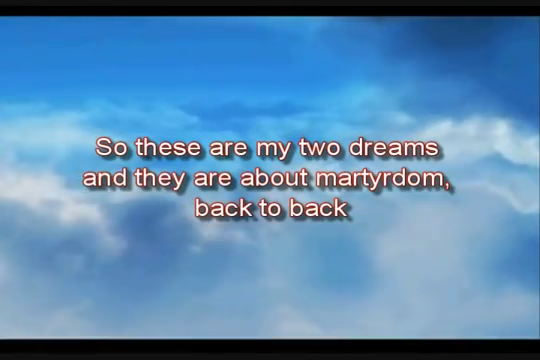 So these are my two dreams
and they are about martyrdom,
back to back